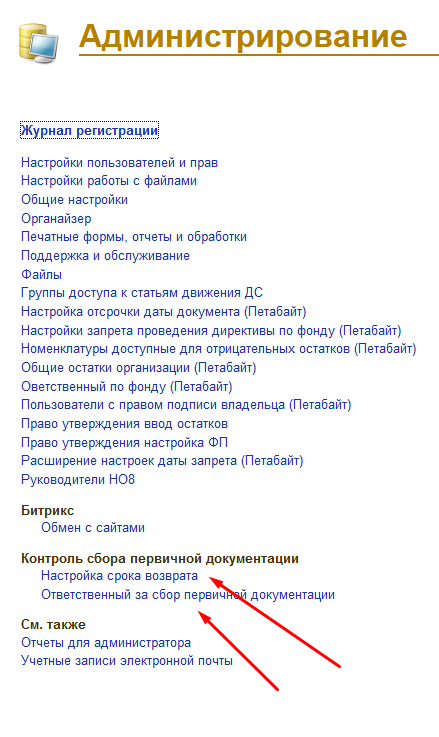 Администрирование
Журнал регистрации
Настройки пользователей и прав
Настройки работы с файлами
Общие настройки
Органайзер
Печатные формы, отчеты и обработки
Поддержка и обслуживание
Файлы
Группы доступа к статьям движения ДС
Настройка отсрочки даты документа (Петабайт)
Настройки запрета проведения директивы по фонду (Петабайт)
Номенклатуры доступные для отрицательных остатков (Петабайт)
Общие остатки организации (Петабайт)
Оветственный по фонду (Петабайт)
Пользователи с правом подписи владельца (Петабайт)
Право утверждения ввод остатков
Право утверждения настройка ФП
Расширение настроек даты запрета (Петабайт)
Руководители НО8
Битрикс
Обмен с сайтами
Контроль сбора первичной документации
Настройка срока возврата
Ответственный за сбор первичной документации
См. также
Отчеты для администратора
Учетные записи электронной почты